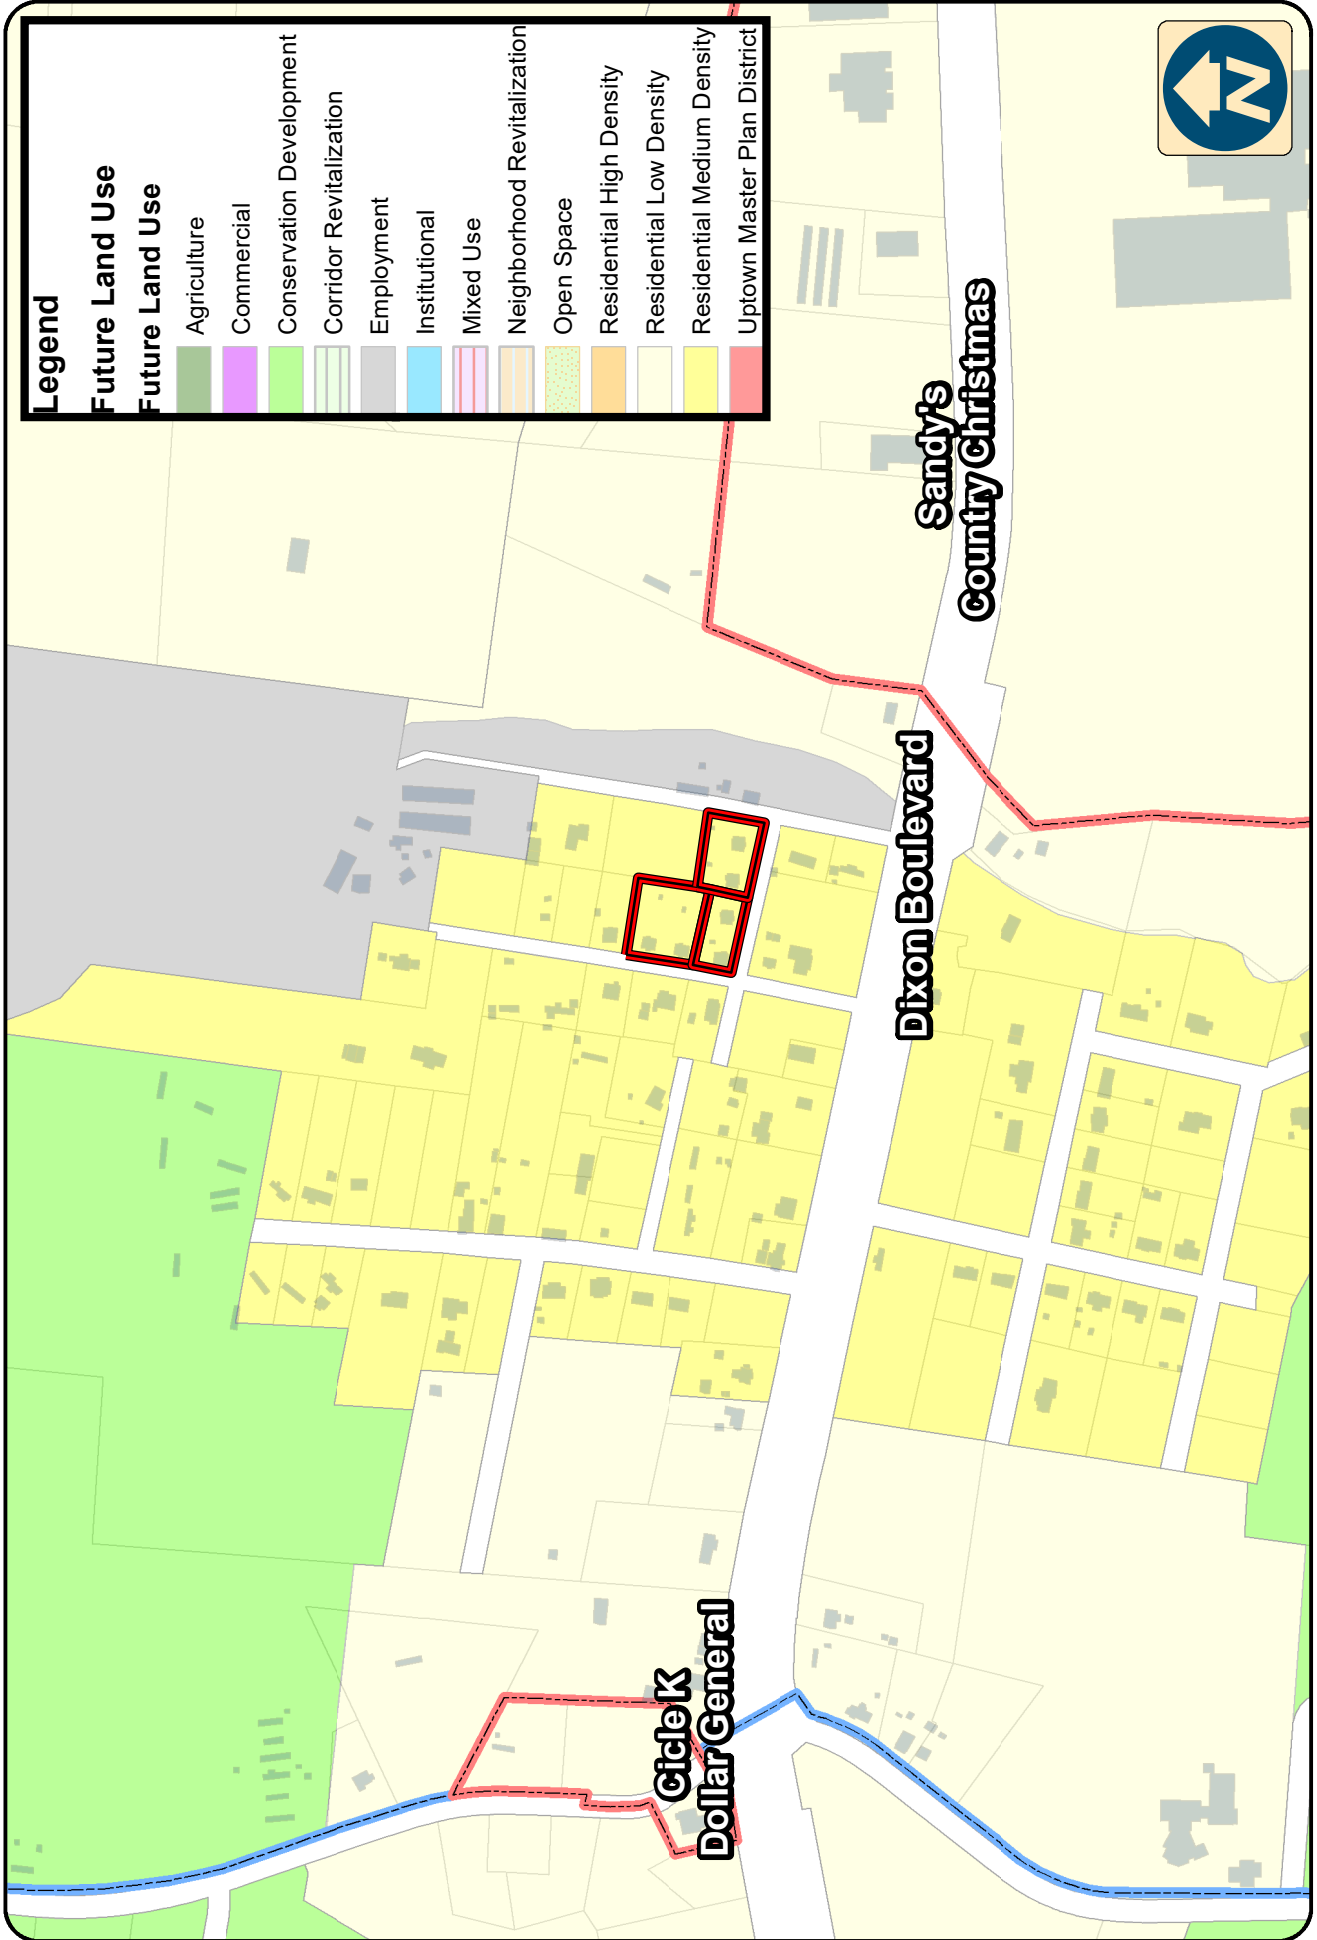 Legend
Future Land Use
Future Land Use
Agriculture
Commercial
Conservation Development
Corridor Revitalization
Employment
Institutional
Mixed Use
Neighborhood Revitalization
Open Space
Residential High Density
Residential Low Density
Residential Medium Density
Uptown Master Plan District
N
Sandy's
Country Christmas
Dixon Boulevard
Cicle K
Dollar General